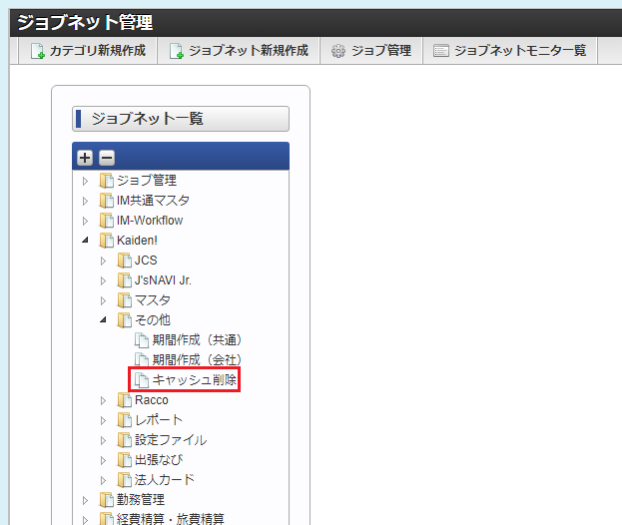 ジョブネット管理
カテゴリ新規作成 ジョブネット新規作成 ジョブ管理 ジョブネットモニター覧
ジョブネット一覧
ジョブ管理
IM共通マスタ
IM-Workflow
Kaiden!
JCS
J'sNAVI Jr.
マスタ
その他
期間作成（共通）
期間作成（会社）
キャッシュ削除
Racco
レポート
設定ファイル
出張なび
法人カード
勤務管理
経費精算・旅費精算